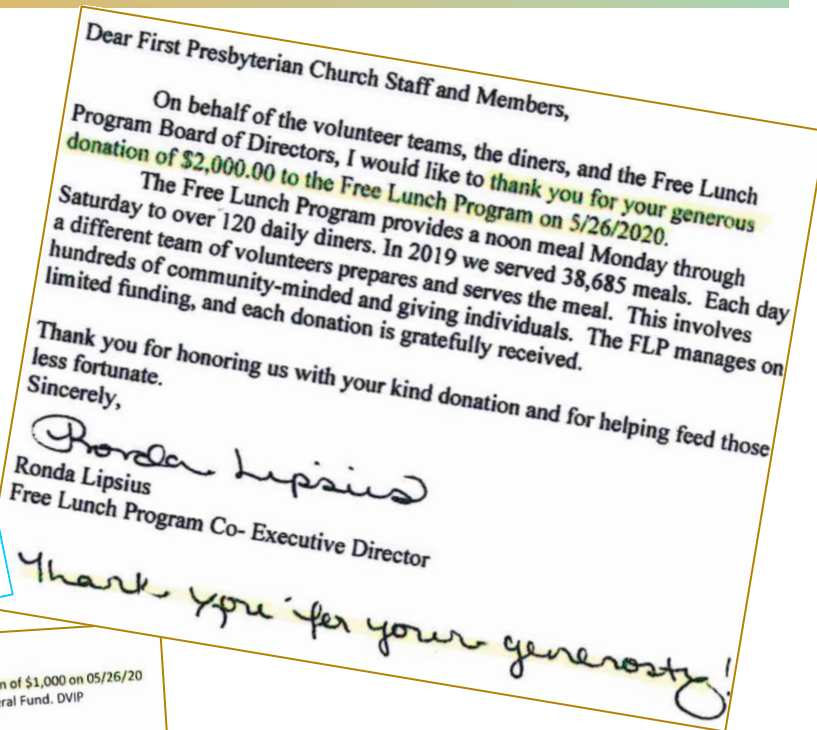 Dear First Presbyterian Church Staff and Members,
On behalf of the volunteer teams, the diners, and the Free Lunch
Program Board of Directors, I would like to thank you for your generous
donation of $2,000.00 to the Free Lunch Program on 5/26/2020.
The Free Lunch Program provides a noon meal Monday through
Saturday to over 120 daily diners. In 2019 we served 38,685 meals. Each day
a different team of volunteers prepares and serves the meal. This involves
hundreds of community-minded and giving individuals. The FLP manages on
limited funding, and each donation is gratefully received.
Thank you for honoring us with your kind donation and for helping feed those
less fortunate.
Sincerely,
Ronda Lipsius
Ronda Lipsius
Free Lunch Program Co- Executive Director
Thank you for your generosty!
of $1,000 on 05/26/20
Fund. DVIP